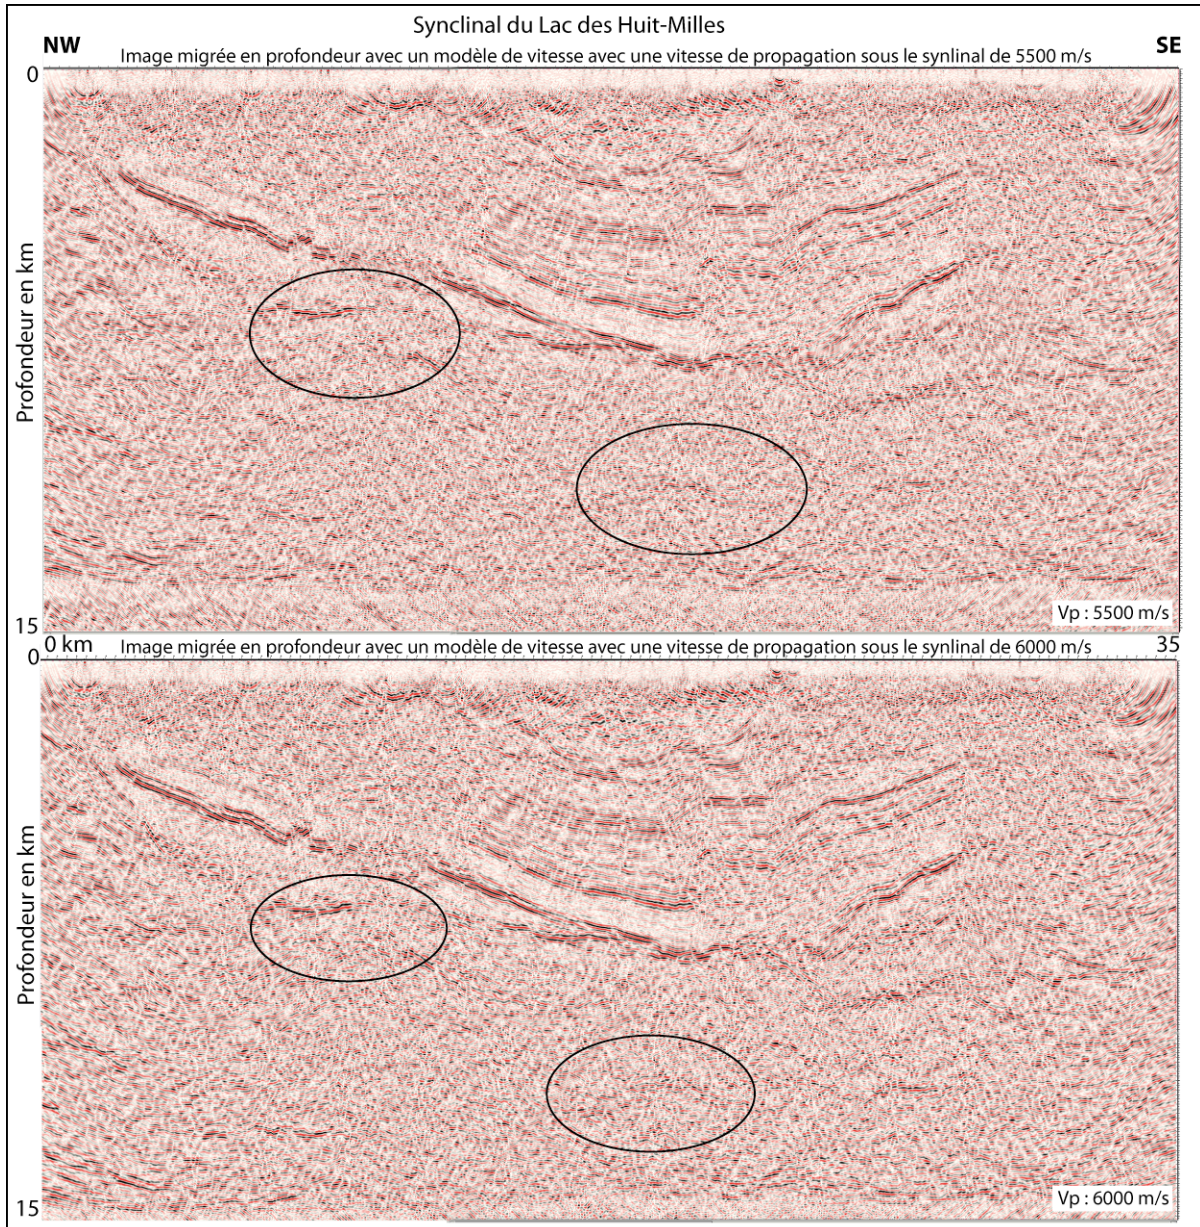 Synclinal du Lac des Huit-Milles
NW
SE
Image migrée en profondeur avec un modèle de vitesse avec une vitesse de propagation sous le synlinal de 5500 m/s
0
Profondeur en km
Vp : 5500 m/s
15
0 km
35
Image migrée en profondeur avec un modèle de vitesse avec une vitesse de propagation sous le synlinal de 6000 m/s
0
Profondeur en km
Vp : 6000 m/s
15